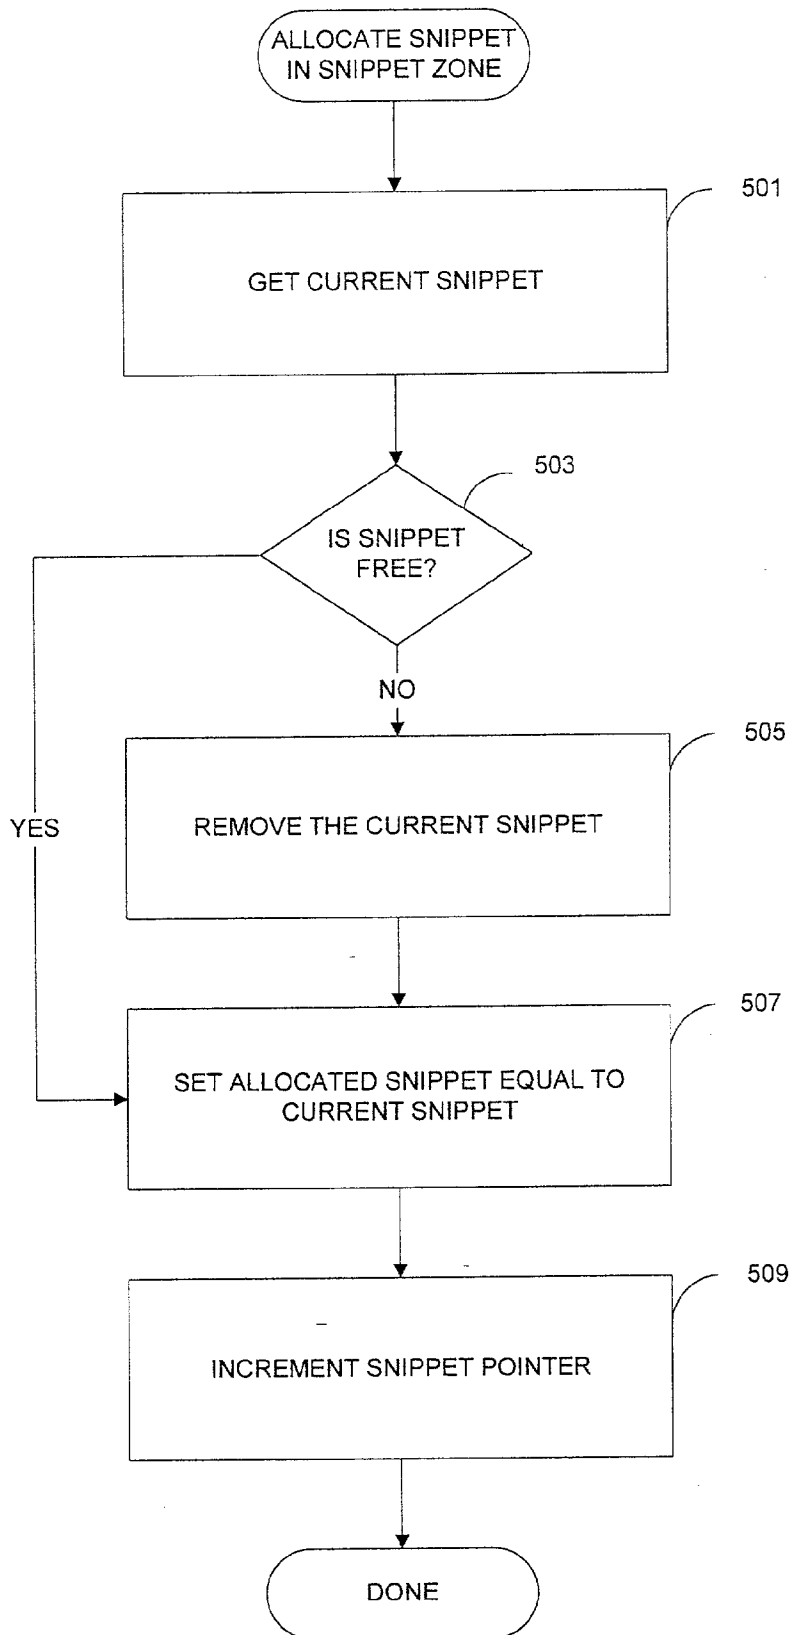 ALLOCATE SNIPPET
IN SNIPPET ZONE
501
GET CURRENT SNIPPET
503
IS SNIPPET
FREE?
NO
505
YES
REMOVE THE CURRENT SNIPPET
507
SET ALLOCATED SNIPPET EQUAL TO
CURRENT SNIPPET
509
INCREMENT SNIPPET POINTER
DONE